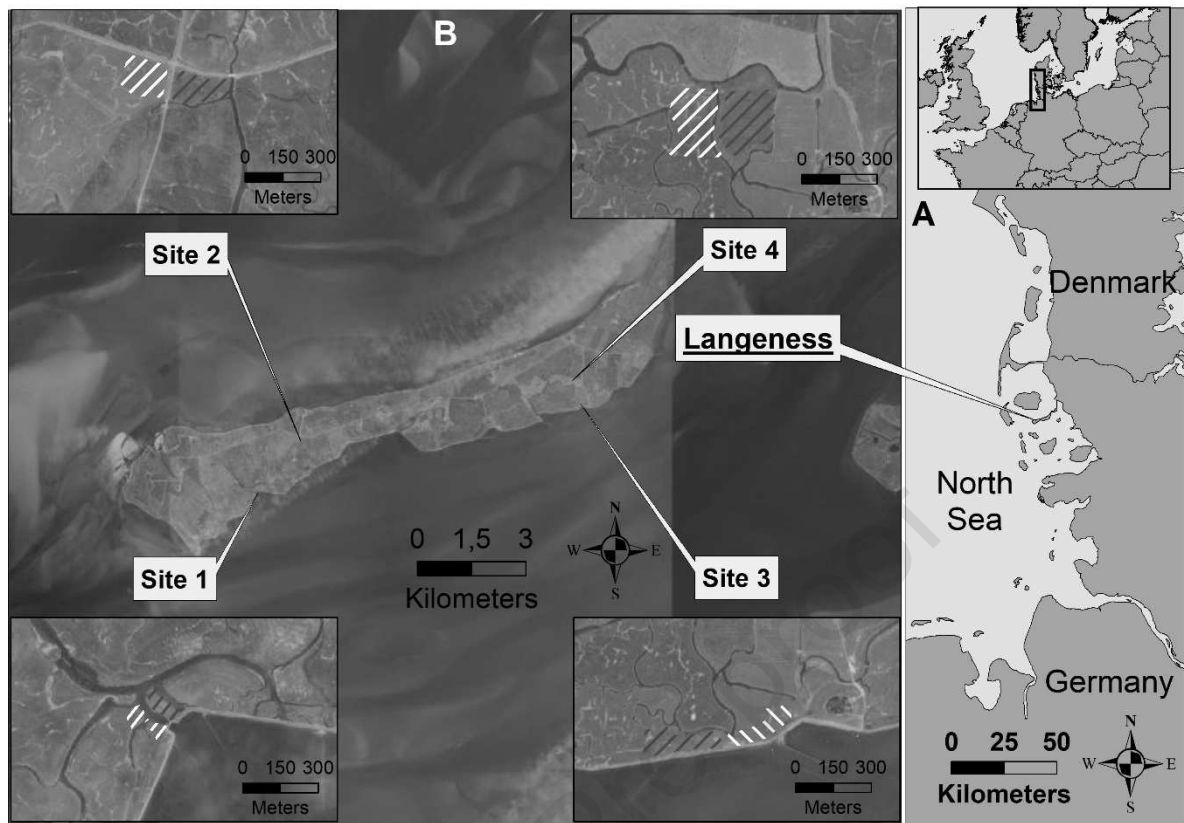 B
0 150 300
Meters
0 150 300
Meters
Site 2
Site 4
Langeness
Site 1
Site 3
0 1,5 3
Kilometers
N
W E
S
0 150 300
Meters
0 150 300
Meters
A
Denmark
North
Sea
Germany
0 25 50
Kilometers
N
W E
S